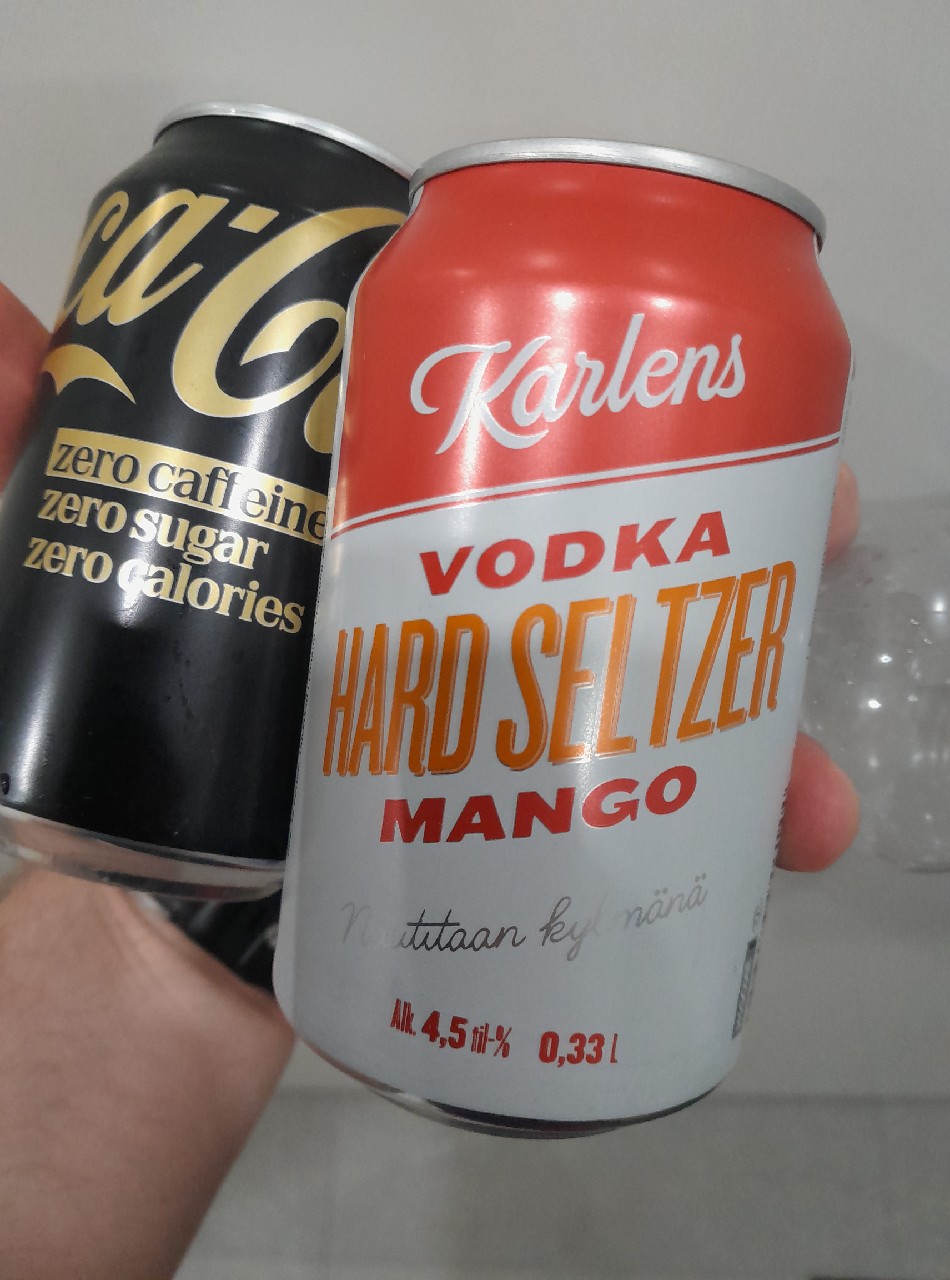 ca-C
zero caffeine
zero sugar
zero calories
Karlens
VODKA
HARD SELTZER
MANGO
Nautitaan kylmänä
Alk. 4,5 til-% 0,33 L